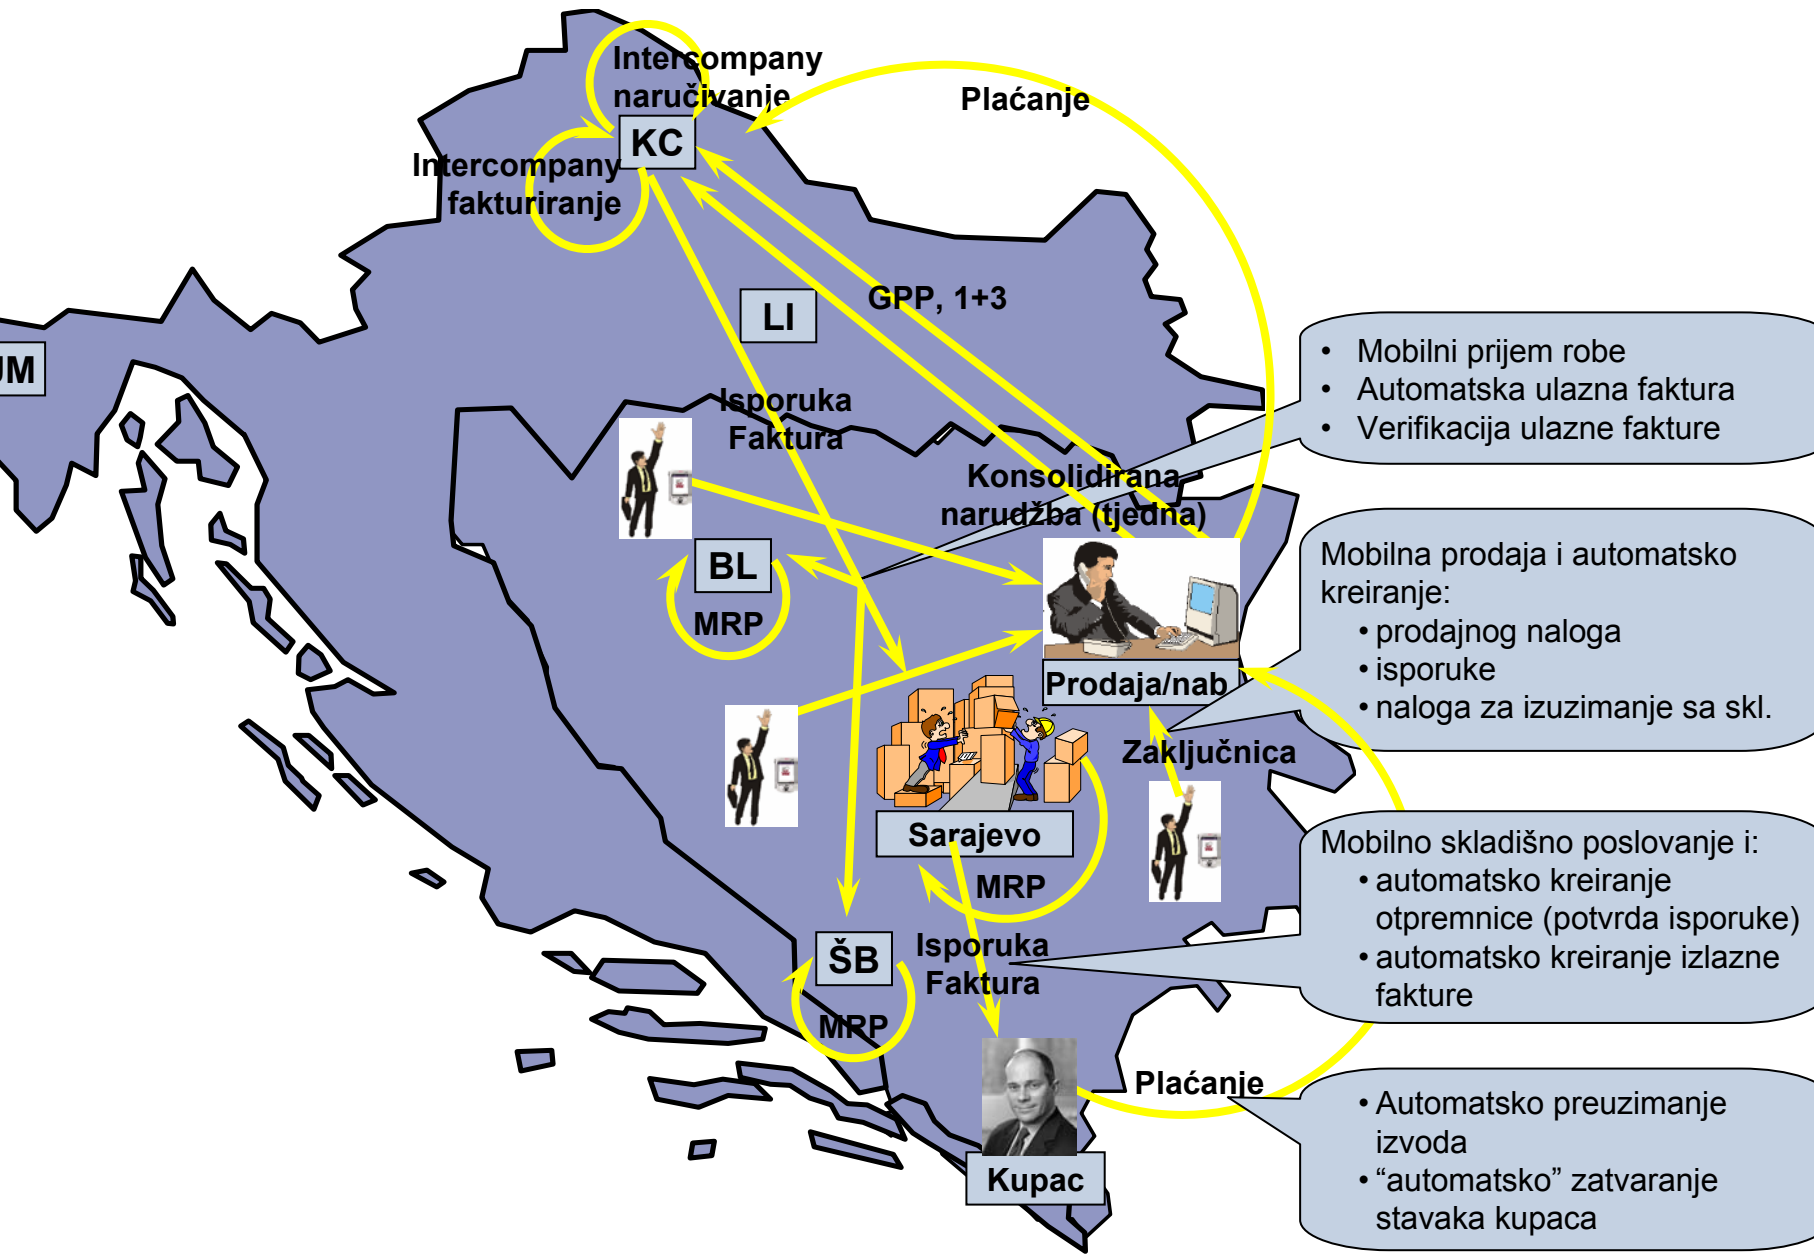 Intercompany
naručivanje
Plaćanje
KC
Intercompany
fakturiranje
GPP, 1+3
LI
UM
Isporuka
Faktura
• Mobilni prijem robe
• Automatska ulazna faktura
• Verifikacija ulazne fakture
Konsolidirana
narudžba (tjedna)
BL
MRP
Mobilna prodaja i automatsko
kreiranje:
• prodajnog naloga
• isporuke
• naloga za izuzimanje sa skl.
Prodaja/nab
Zaključnica
Sarajevo
MRP
Mobilno skladišno poslovanje i:
• automatsko kreiranje
otpremnice (potvrda isporuke)
• automatsko kreiranje izlazne
fakture
ŠB
MRP
Isporuka
Faktura
Plaćanje
Kupac
• Automatsko preuzimanje
izvoda
• “automatsko” zatvaranje
stavaka kupaca